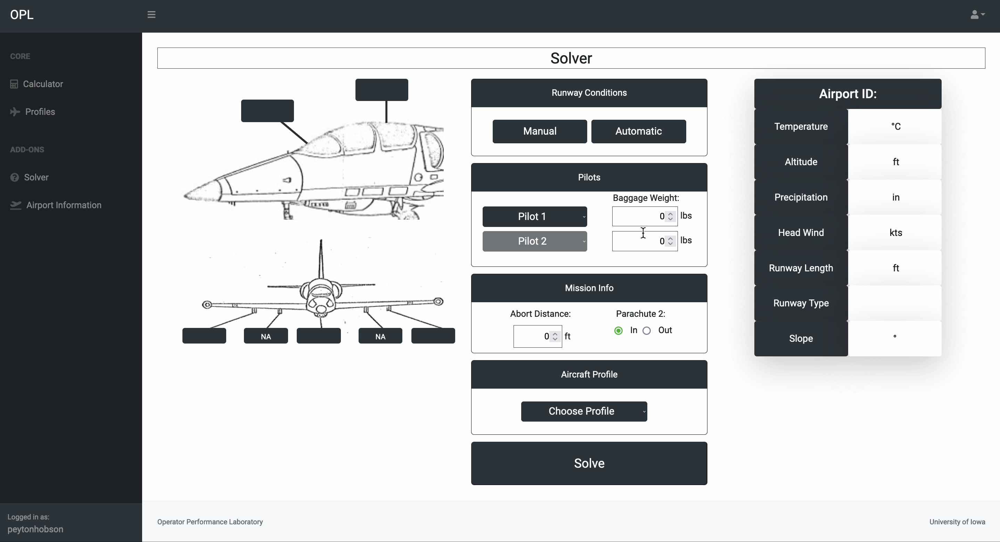 OPL
CORE
Calculator
Profiles
ADD-ONS
Solver
Airport Information
Logged in as:
peytonhobson
Solver
NA
NA
Runway Conditions
Manual
Automatic
Pilots
Baggage Weight:
Pilot 1
0
lbs
Pilot 2
0
lbs
Mission Info
Abort Distance:
Parachute 2:
0
ft
In
Out
Aircraft Profile
Choose Profile
Solve
Airport ID:
Temperature
°C
Altitude
ft
Precipitation
in
Head Wind
kts
Runway Length
ft
Runway Type
Slope
°
Operator Performance Laboratory
University of Iowa